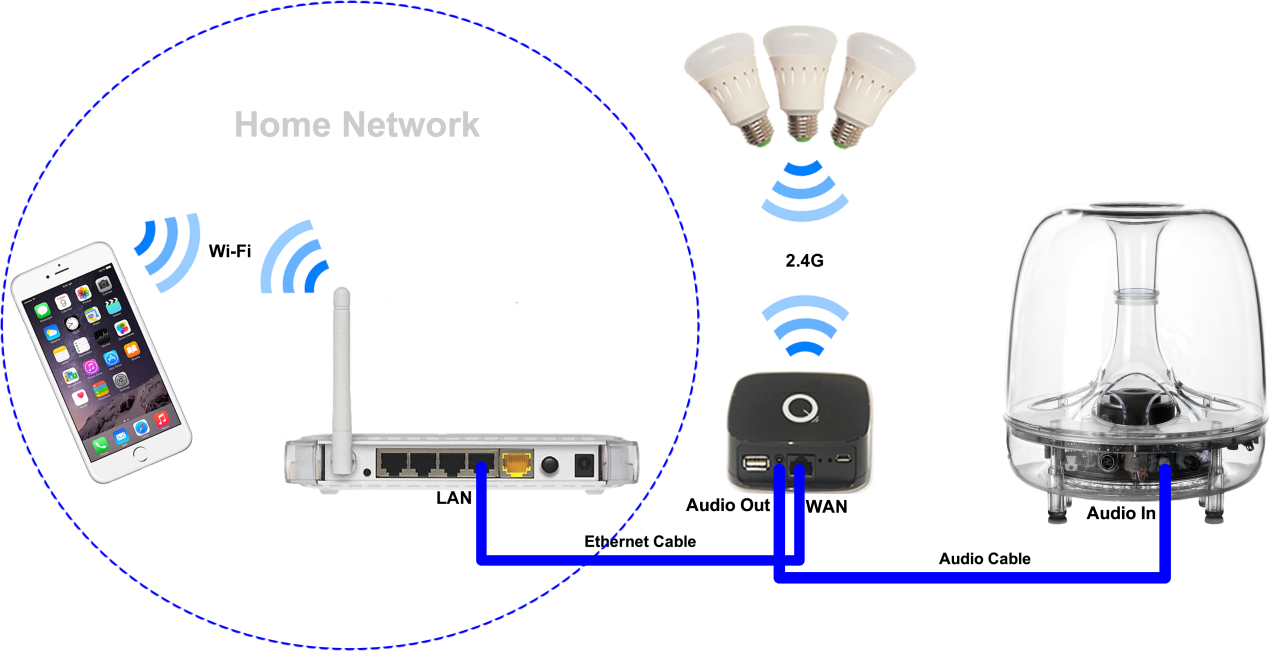 Home Network
Wi-Fi
2.4G
LAN
Audio Out
WAN
Audio In
Ethernet Cable
Audio Cable